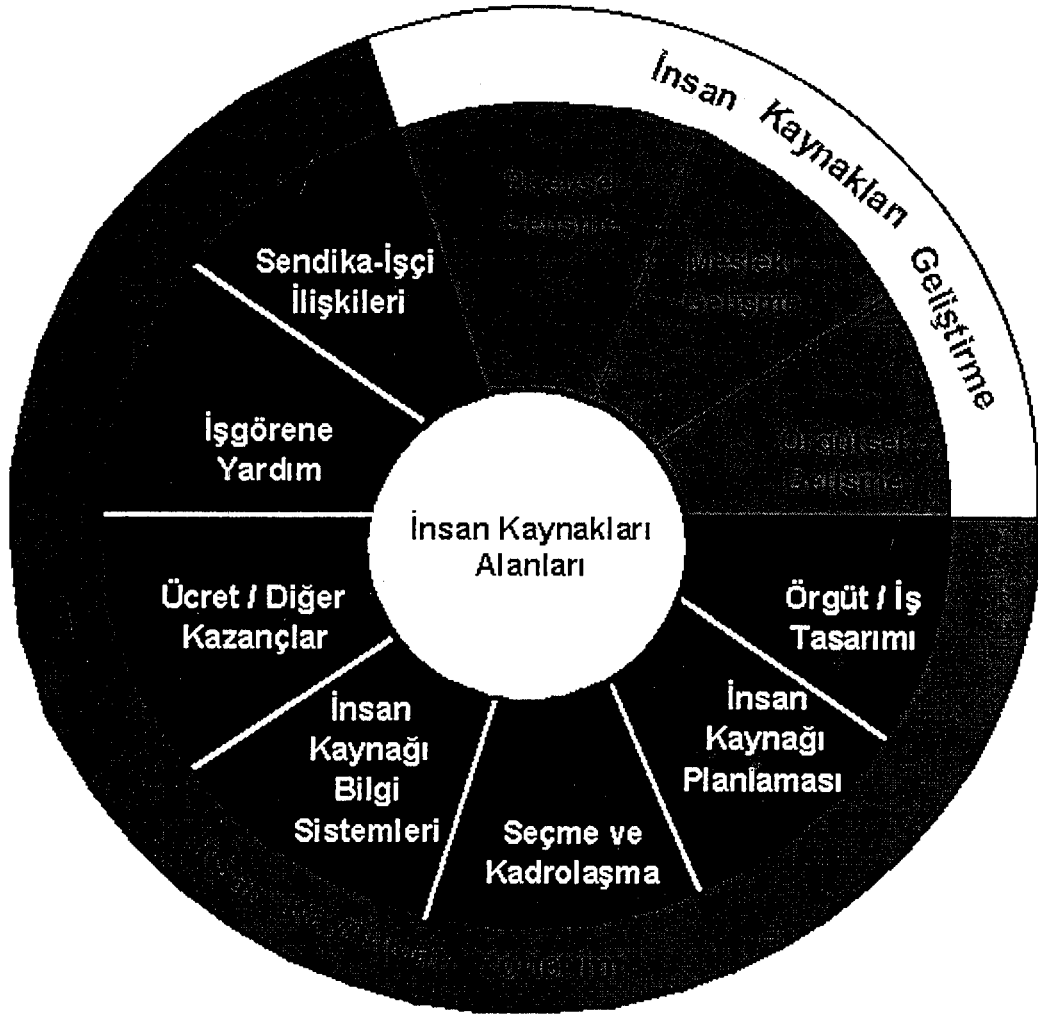 İnsan Kaynakları Geliştirme
Sendika-İşçi
İlişkileri
İşgörene
Yardım
İnsan Kaynakları
Alanları
Ücret / Diğer
Kazançlar
Örgüt / İş
Tasarımı
İnsan
Kaynağı
Planlaması
İnsan
Kaynağı
Bilgi
Sistemleri
Seçme ve
Kadrolaşma